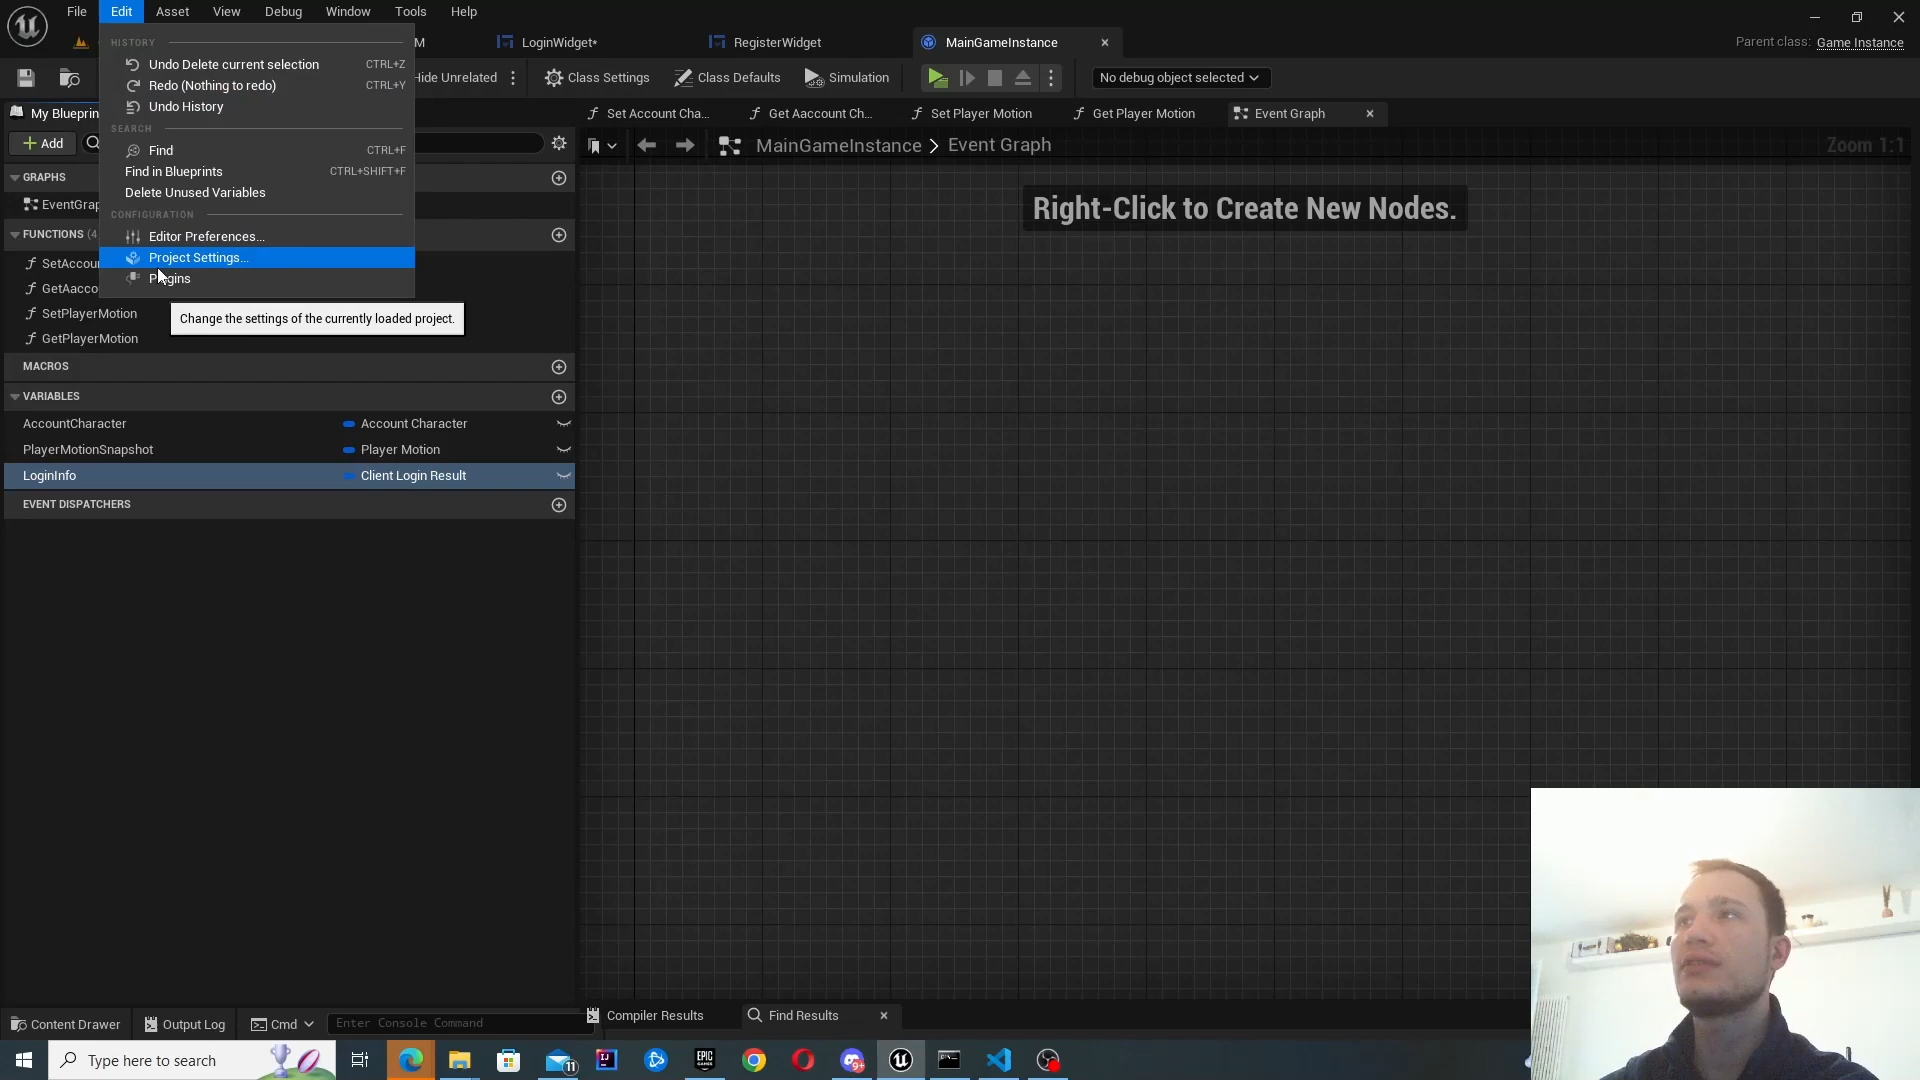 File Edit Asset View Debug Window Tools Help
M LoginWidget* RegisterWidget MainGameInstance
Parent class: Game Instance
HISTORY
Undo Delete current selection CTRL+Z
Redo (Nothing to redo) CTRL+Y
Undo History
SEARCH
Find CTRL+F
Find in Blueprints CTRL+SHIFT+F
Delete Unused Variables
CONFIGURATION
Editor Preferences...
Project Settings...
Plugins
Change the settings of the currently loaded project.
Hide Unrelated Class Settings Class Defaults Simulation No debug object selected
My Blueprin
Add
Set Account Cha... Get Aaccount Ch... Set Player Motion Get Player Motion Event Graph
MainGameInstance > Event Graph
Zoom 1:1
Right-Click to Create New Nodes.
GRAPHS
EventGrap
FUNCTIONS (4
SetAccou
GetAacco
SetPlayerMotion
GetPlayerMotion
MACROS
VARIABLES
AccountCharacter Account Character
PlayerMotionSnapshot Player Motion
LoginInfo Client Login Result
EVENT DISPATCHERS
Compiler Results Find Results
Content Drawer Output Log Cmd Enter Console Command
Type here to search
11
EPIC
GAMES
9+